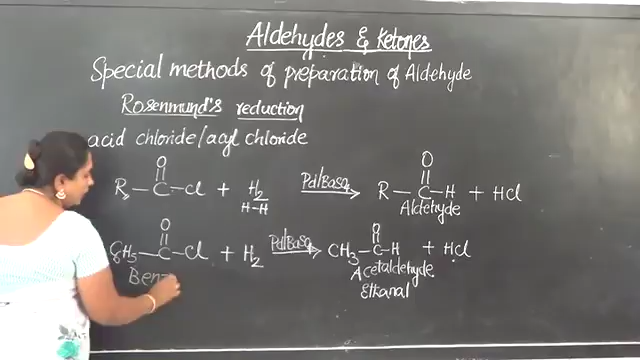 Aldehydes & Ketones
Special methods of preparation of Aldehyde
Rosenmund's reduction
acid chloride/acyl chloride
O O
R — C — Cl + H2 Pd/BaSO4 R — C — H + HCl
H-H Aldehyde
O O
C6H5 — C — Cl + H2 Pd/BaSO4 CH3 — C — H + HCl
Benz Acetaldehyde
Ethanal